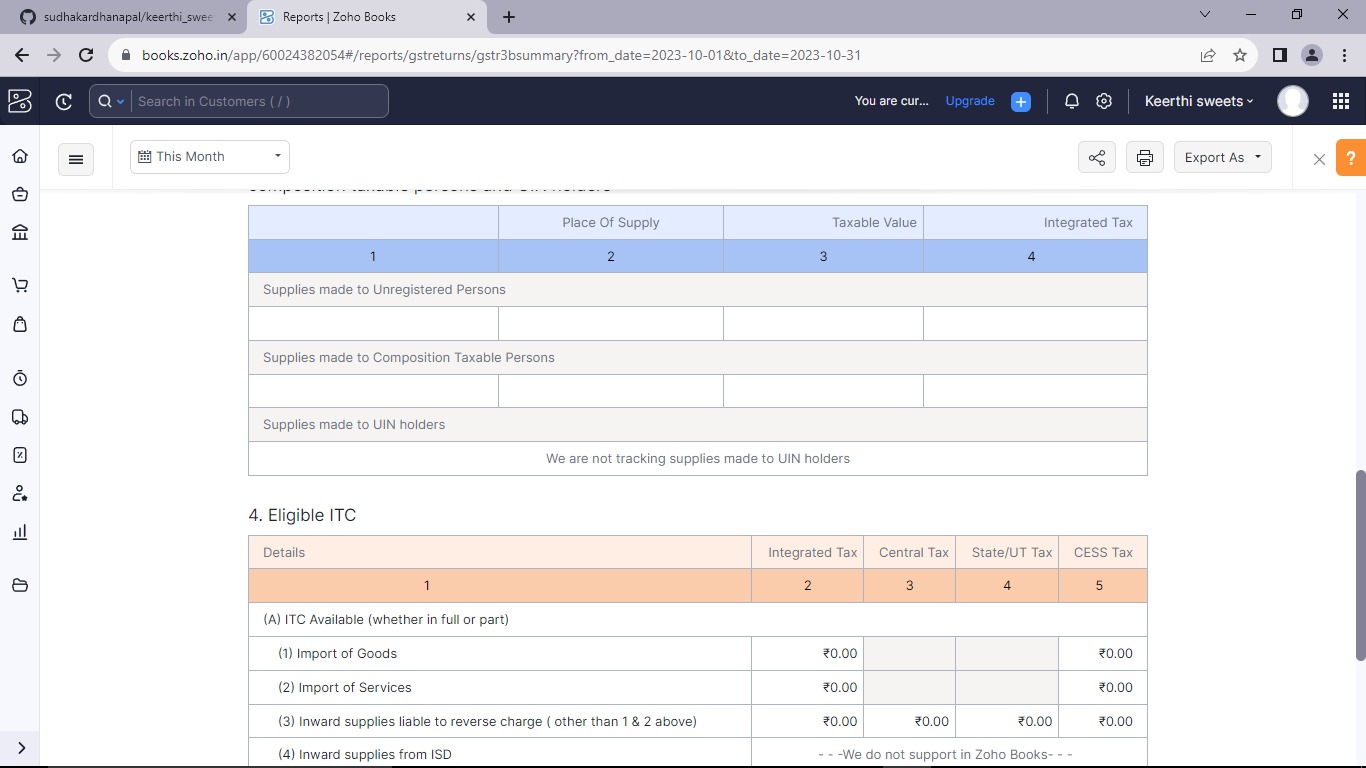 sudhakardhanapal/keerthi_swee
Reports | Zoho Books
books.zoho.in/app/60024382054#/reports/gstreturns/gstr3bsummary?from_date=2023-10-01&to_date=2023-10-31
Search in Customers ( / )
You are cur... Upgrade Keerthi sweets
This Month Export As ?
composition taxable persons and UIN holders
Place Of Supply Taxable Value Integrated Tax
1 2 3 4
Supplies made to Unregistered Persons
Supplies made to Composition Taxable Persons
Supplies made to UIN holders
We are not tracking supplies made to UIN holders
4. Eligible ITC
Details Integrated Tax Central Tax State/UT Tax CESS Tax
1 2 3 4 5
(A) ITC Available (whether in full or part)
(1) Import of Goods ₹0.00 ₹0.00
(2) Import of Services ₹0.00 ₹0.00
(3) Inward supplies liable to reverse charge ( other than 1 & 2 above) ₹0.00 ₹0.00 ₹0.00 ₹0.00
(4) Inward supplies from ISD - - -We do not support in Zoho Books- - -